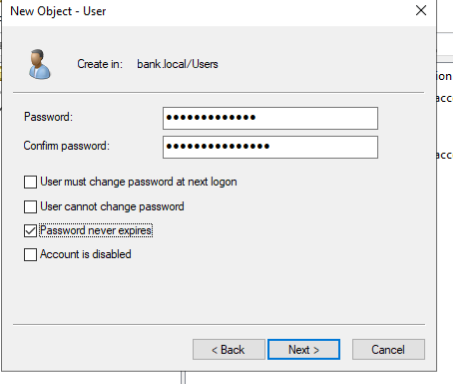 New Object - User
Create in: bank.local/Users
Password: •••••••••••••
Confirm password: •••••••••••••••
User must change password at next logon
User cannot change password
Password never expires
Account is disabled
< Back Next > Cancel
ion
acc
acc